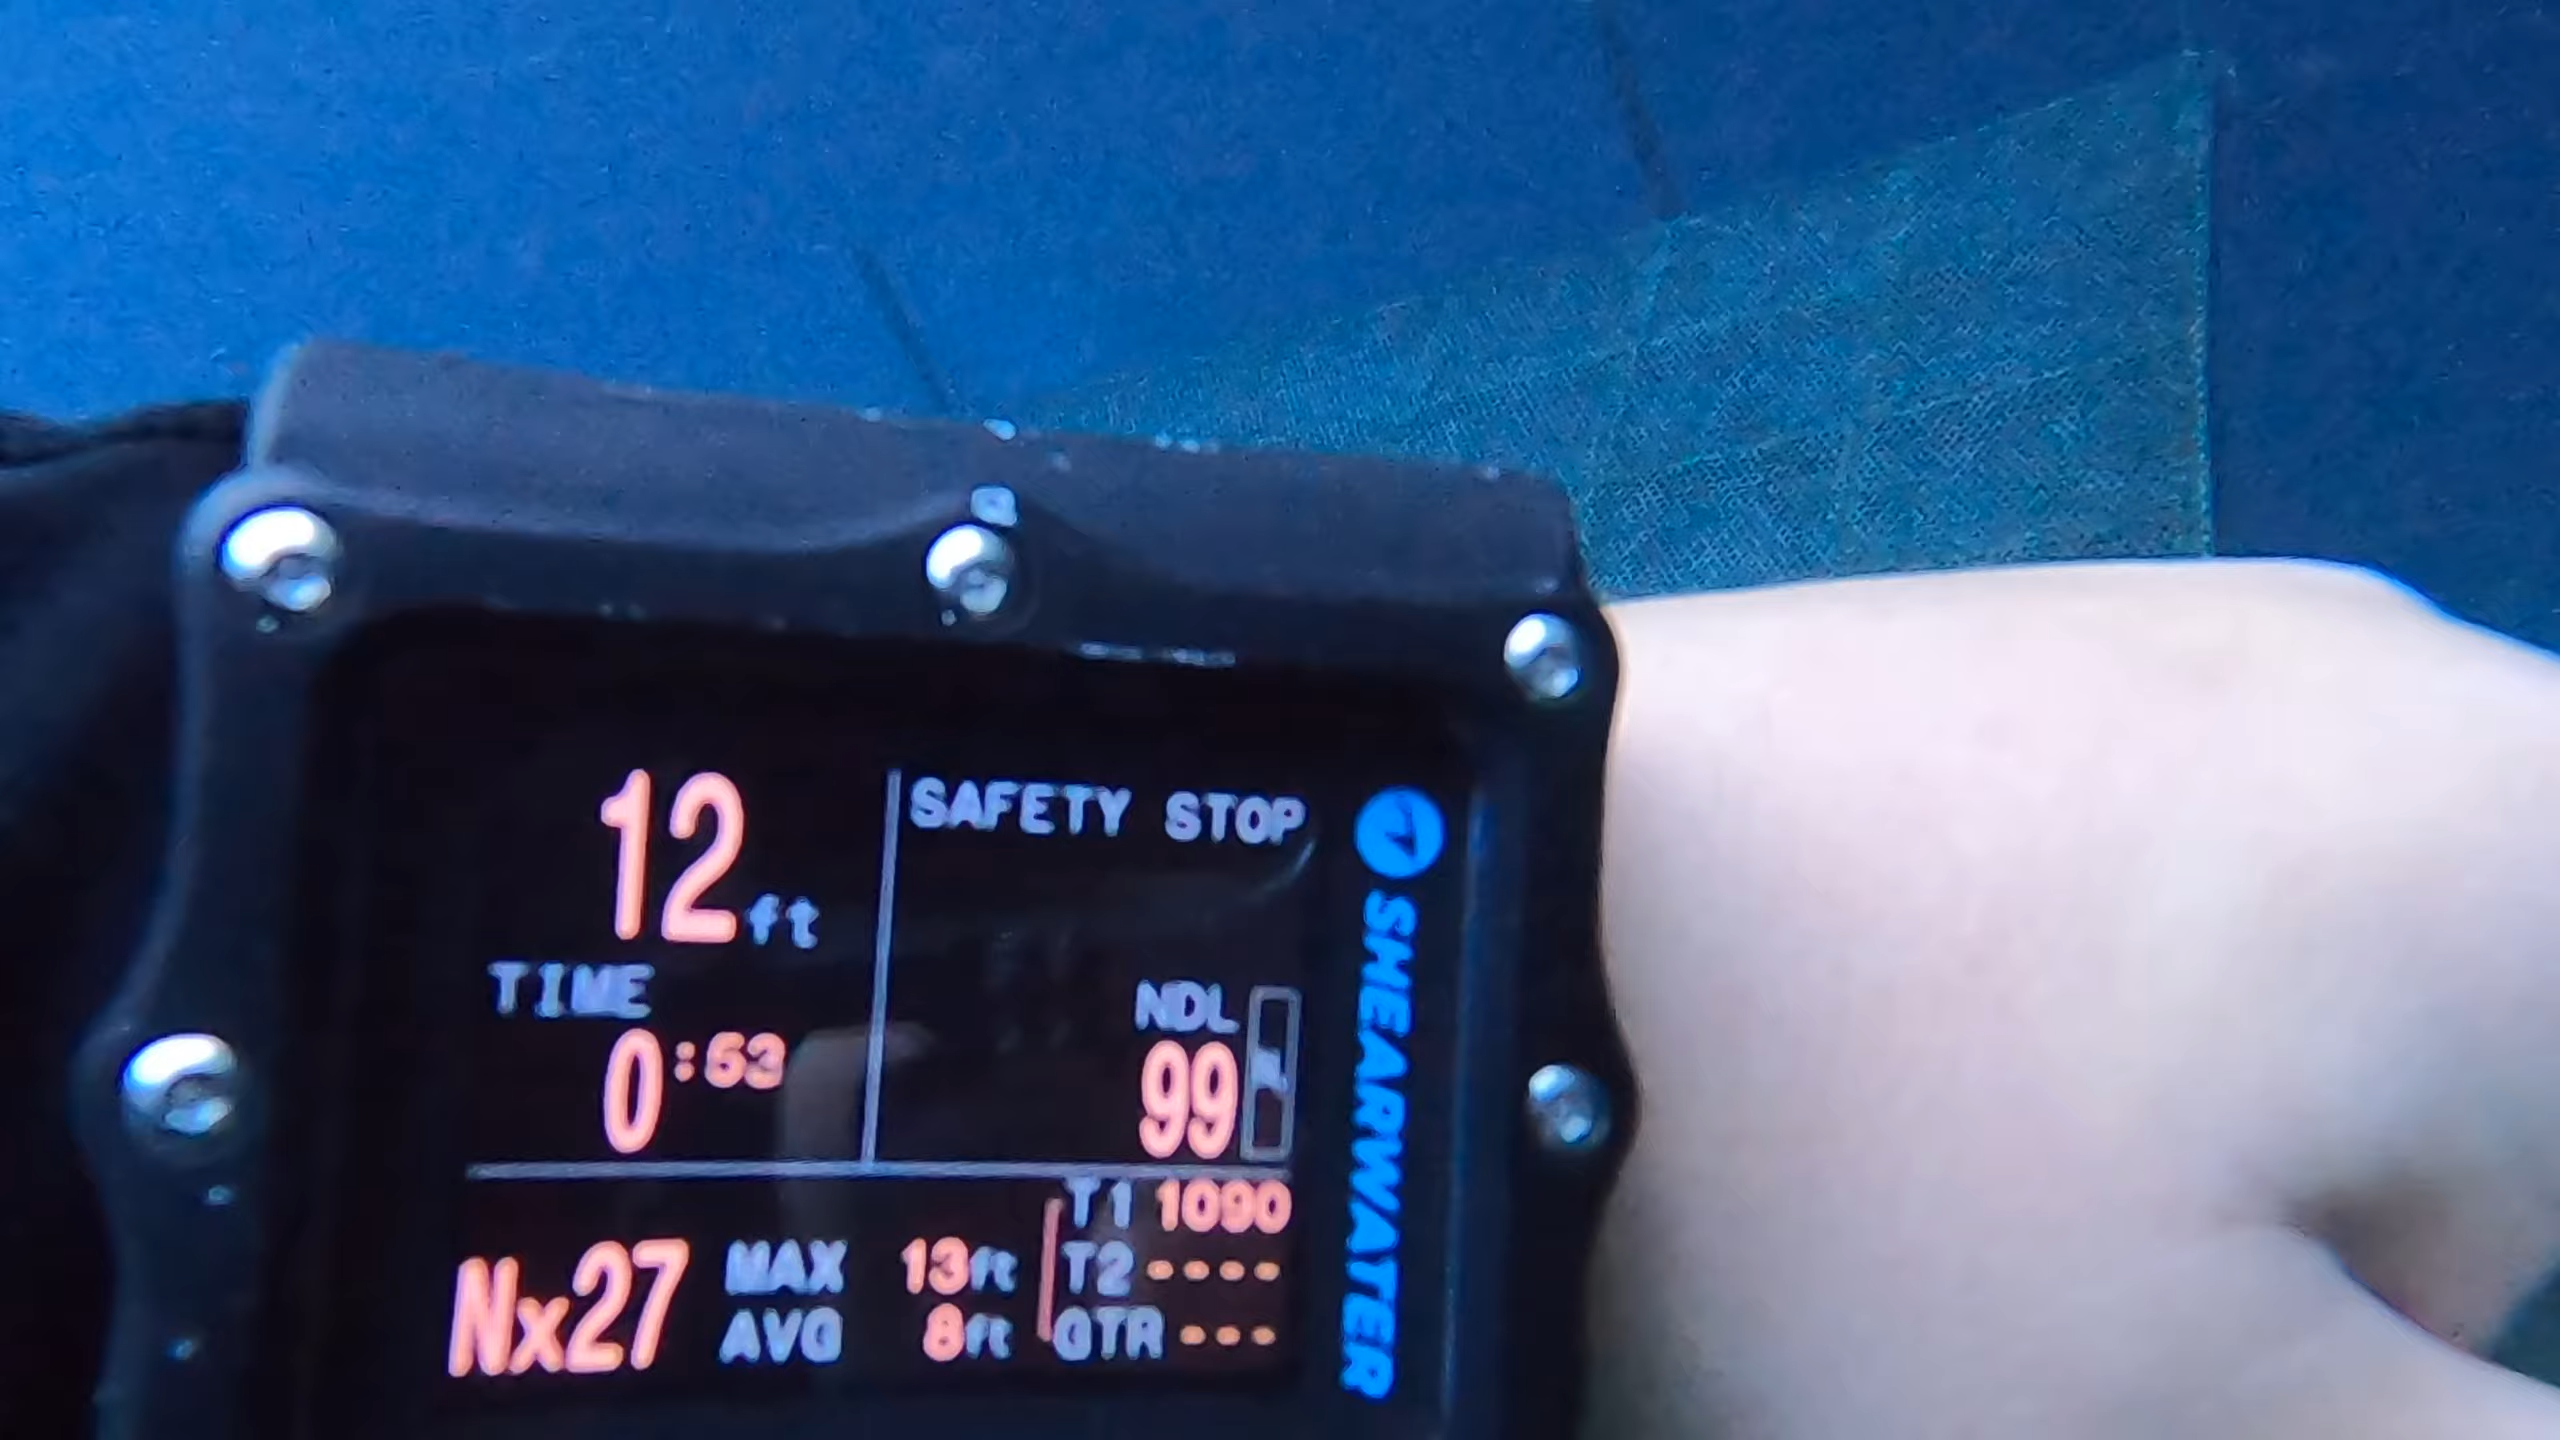 12ft
SAFETY STOP
TIME
0:53
NDL
99
Nx27
MAX 13ft
AVG 8ft
T1 1090
T2 ----
GTR ---
SHEARWATER